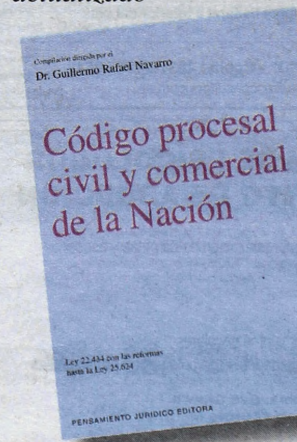 Compilación dirigida por el
Dr. Guillermo Rafael Navarro
Código procesal
civil y comercial
de la Nación
Ley 22.434 con las reformas
hasta la Ley 25.624
PENSAMIENTO JURIDICO EDITORA